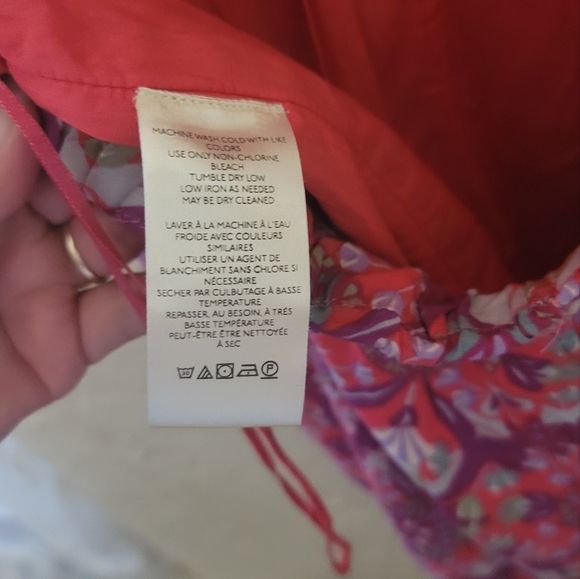 MACHINE WASH COLD WITH LIKE
COLORS
USE ONLY NON-CHLORINE
BLEACH
TUMBLE DRY LOW
LOW IRON AS NEEDED
MAY BE DRY CLEANED
LAVER À LA MACHINE À L'EAU
FROIDE AVEC COULEURS
SIMILAIRES
UTILISER UN AGENT DE
BLANCHIMENT SANS CHLORE SI
NÉCESSAIRE
SECHER PAR CULBUTAGE À BASSE
TEMPERATURE
REPASSER, AU BESOIN, À TRÈS
BASSE TEMPÉRATURE
PEUT-ÊTRE ÊTRE NETTOYÉE
À SEC
30 P